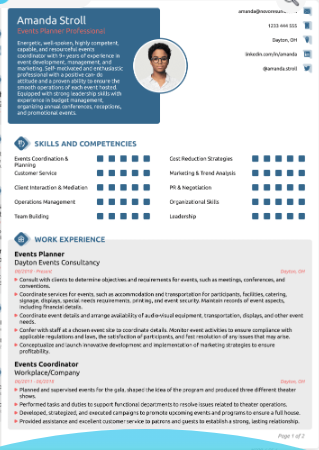 Amanda Stroll
Events Planner Professional
Energetic, well-spoken, highly competent,
capable, and resourceful events
coordinator with 9+ years of experience in
event development, management, and
marketing. Self-motivated and enthusiastic
professional with a positive can-do
attitude and a proven ability to ensure the
smooth operations of each event hosted.
Equipped with strong leadership skills with
experience in budget management,
organizing annual conferences, receptions,
and promotional events.
1233 444 555
Dayton, OH
linkedin.com/in/amanda
@amanda.stroll
SKILLS AND COMPETENCIES
Events Coordination &
Planning
Cost Reduction Strategies
Customer Service
Marketing & Trend Analysis
Client Interaction & Mediation
PR & Negotiation
Operations Management
Organizational Skills
Team Building
Leadership
WORK EXPERIENCE
Events Planner
Dayton Events Consultancy
06/2019 - Present
Dayton, OH
Consult with clients to determine objectives and requirements for events, such as meetings, conferences, and
conventions.
Coordinate services for events, such as accommodation and transportation for participants, facilities, catering,
signage, displays, special needs requirements, printing, and event security. Maintain records of event aspects,
including financial details.
Coordinate event details and arrange availability of audio-visual equipment, transportation, displays, and other event
needs.
Confer with staff at a chosen event site to coordinate details. Monitor event activities to ensure compliance with
applicable regulations and laws, the satisfaction of participants, and fast resolution of any issues that may arise.
Conceptualize and launch innovative development and implementation of marketing strategies to ensure
profitability.
Events Coordinator
Workplace/Company
Dayton, OH
Planned and supervised events for the gala, shaped the idea of the program and produced three different theater
shows.
Performed tasks and duties to support functional departments to resolve issues related to theater operations.
Developed, strategized, and executed campaigns to promote upcoming events and programs to ensure a full house.
Provided assistance and excellent customer service to patrons and guests to establish a strong, lasting relationship.
Page 1 of 2